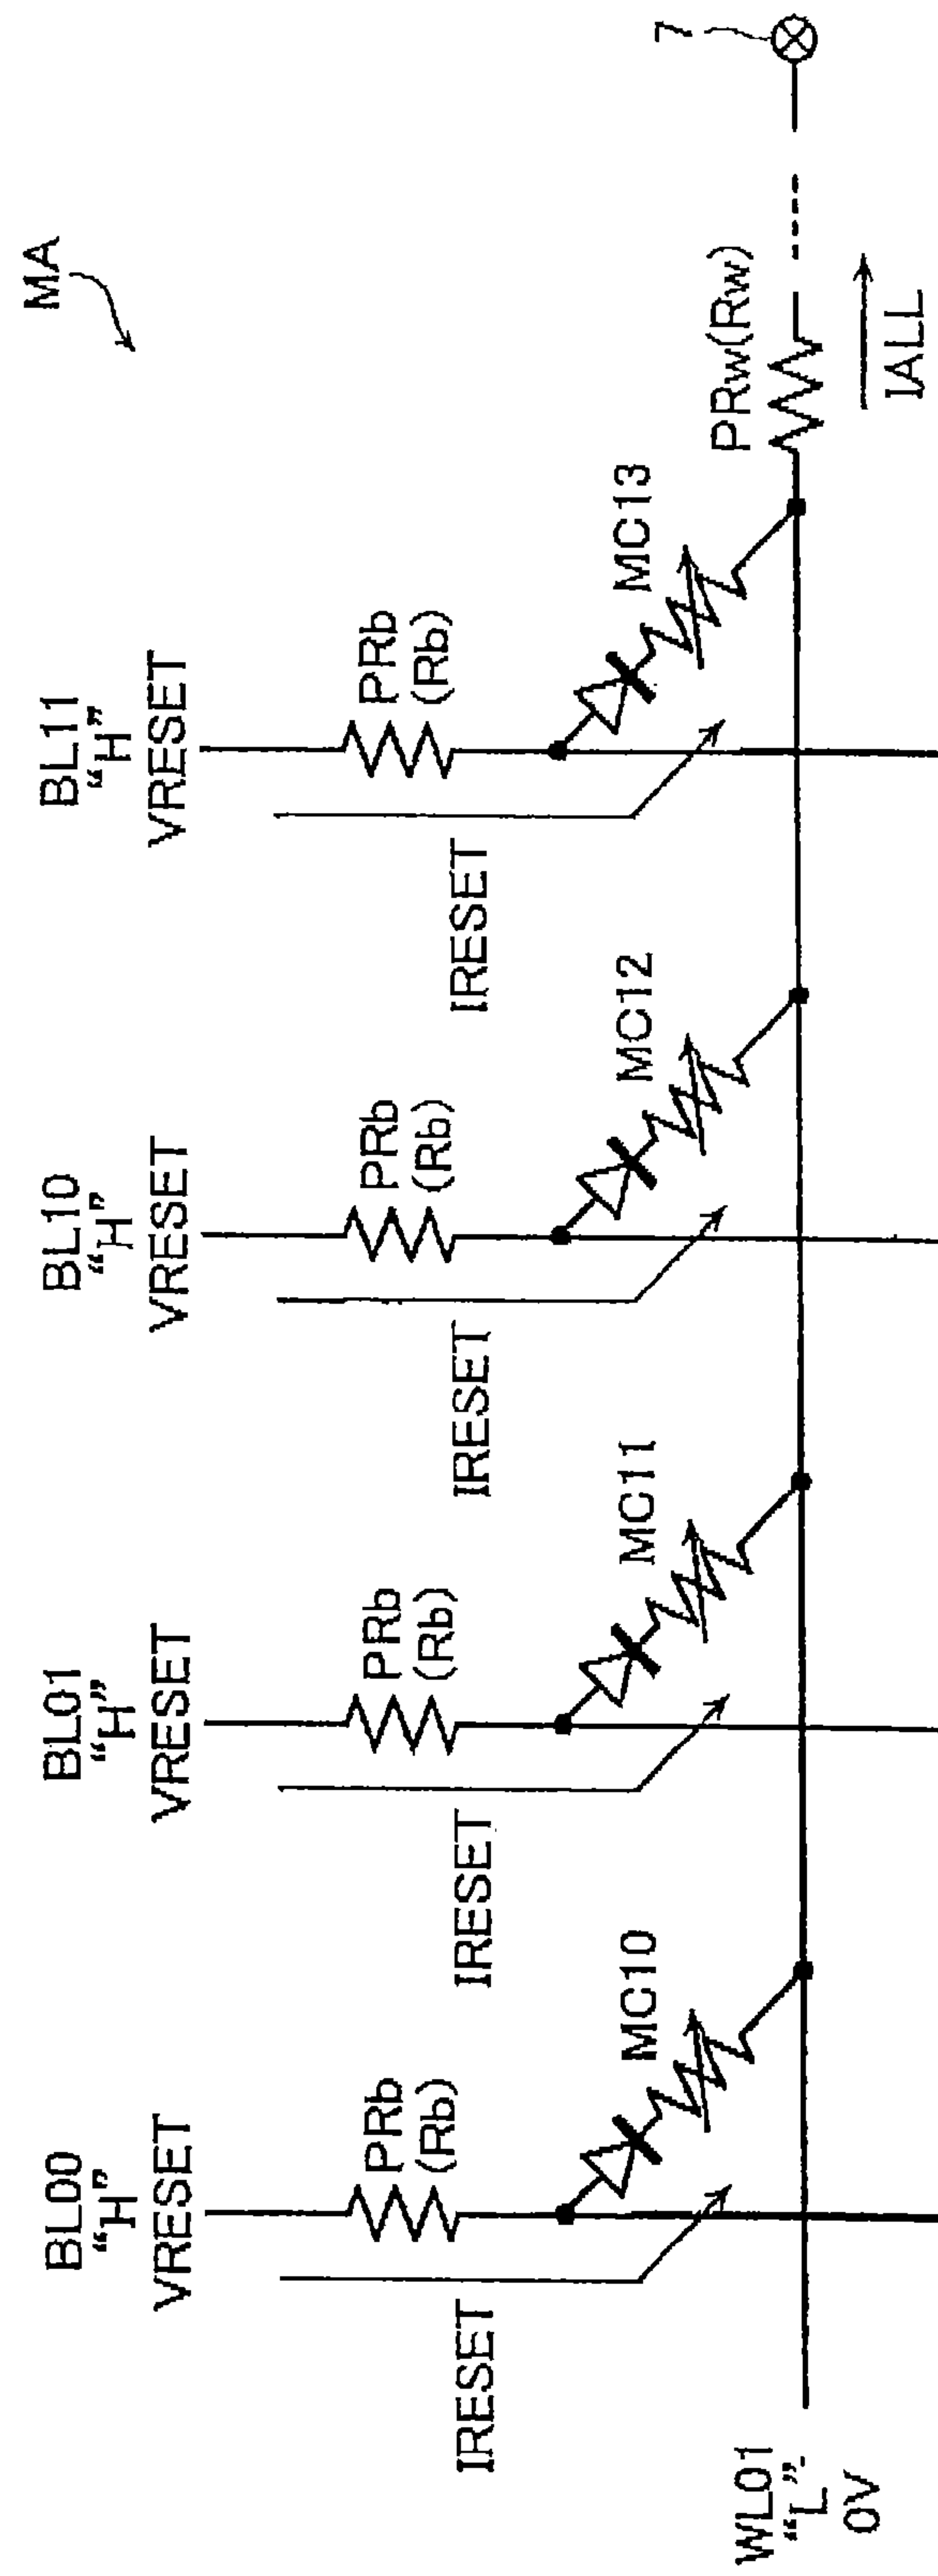 MA
BL00
“H”
VRESET
BL01
“H”
VRESET
BL10
“H”
VRESET
BL11
“H”
VRESET
7
PRb
(Rb)
PRb
(Rb)
PRb
(Rb)
PRb
(Rb)
IRESET
IRESET
IRESET
IRESET
MC10
MC11
MC12
MC13
PRw(Rw)
WL01
“L”
0V
IALL